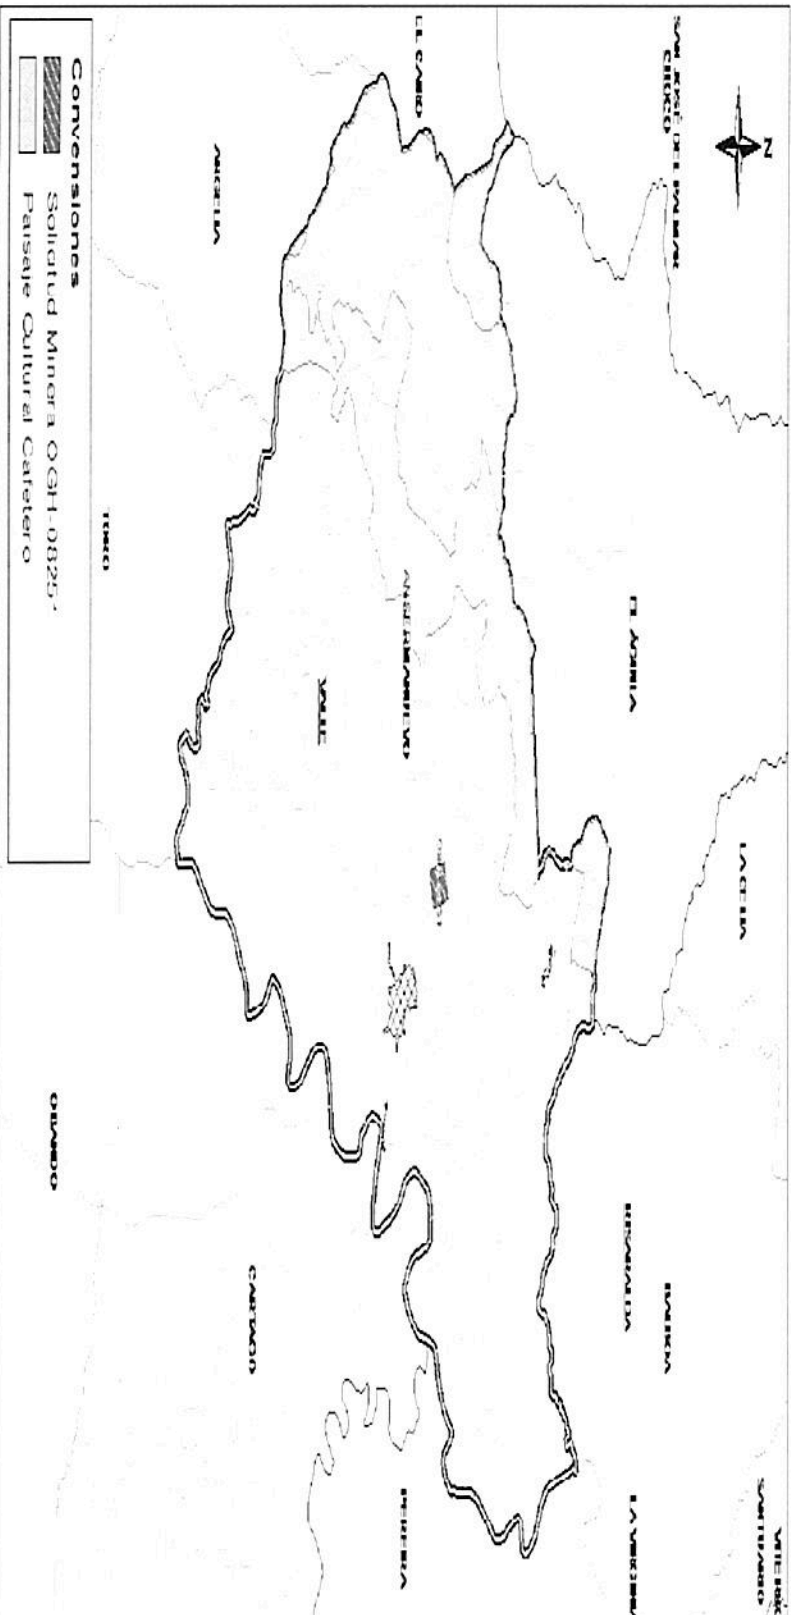 SAN JOSÉ DEL PALMAR
CHOCÓ
N
EL CAIRO
ARGELIA
TORO
EL ÁGUILA
ANSERMANUEVO
VALLE
LA CELIA
OBANDO
CARTAGO
RISARALDA
BALBOA
PEREIRA
LA VIRGINIA
SANTUARIO
Convensiones
Solicitud Minera OGH-0825
Paisaje Cultural Cafetero